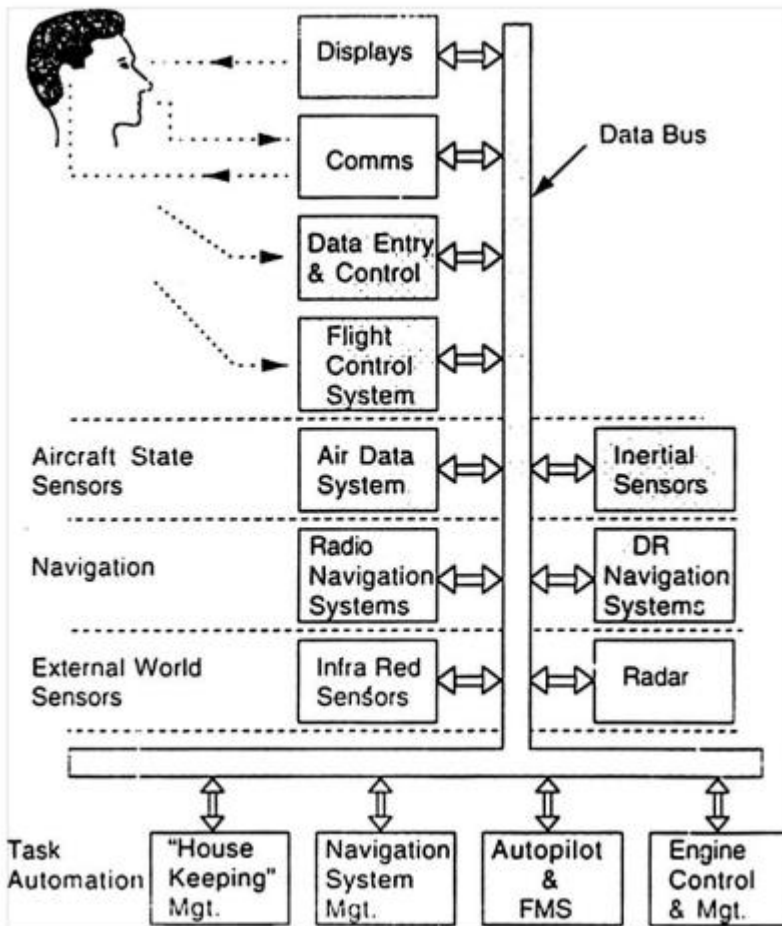 Displays
Comms
Data Bus
Data Entry
& Control
Flight
Control
System
Aircraft State
Sensors
Air Data
System
Inertial
Sensors
Navigation
Radio
Navigation
Systems
DR
Navigation
Systems
External World
Sensors
Infra Red
Sensors
Radar
Task
Automation
"House
Keeping"
Mgt.
Navigation
System
Mgt.
Autopilot
&
FMS
Engine
Control
& Mgt.